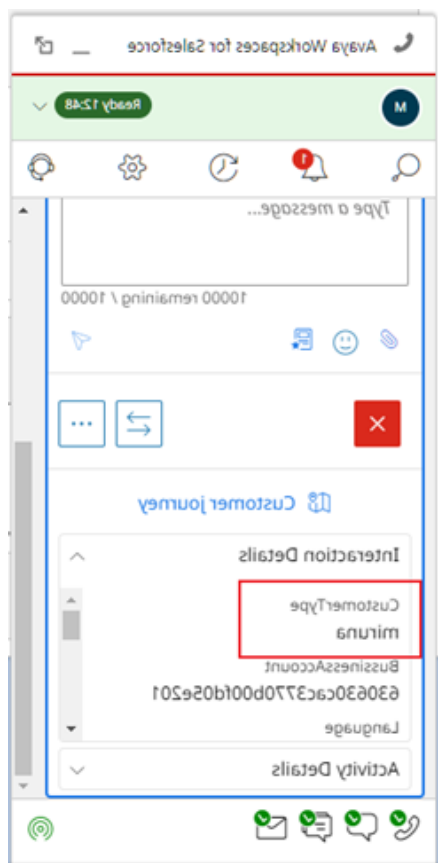 Avaya Workspaces for Salesforce
M
Ready 12:48
1
Type a message...
10000 remaining / 10000
Customer journey
Interaction Details
CustomerType
miruna
BussinessAccount
630630cac3770b00fd05e201
Language
Activity Details